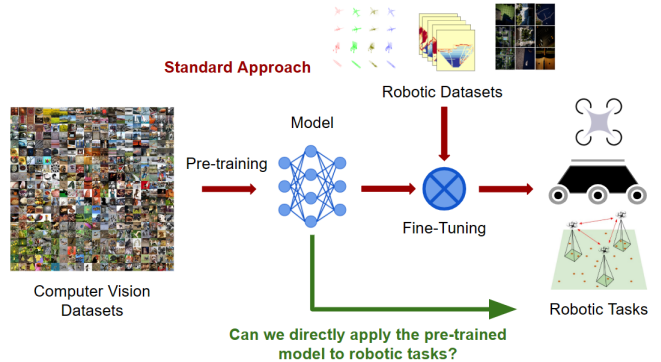 Standard Approach
Robotic Datasets
Model
Pre-training
Fine-Tuning
Computer Vision
Datasets
Robotic Tasks
Can we directly apply the pre-trained
model to robotic tasks?